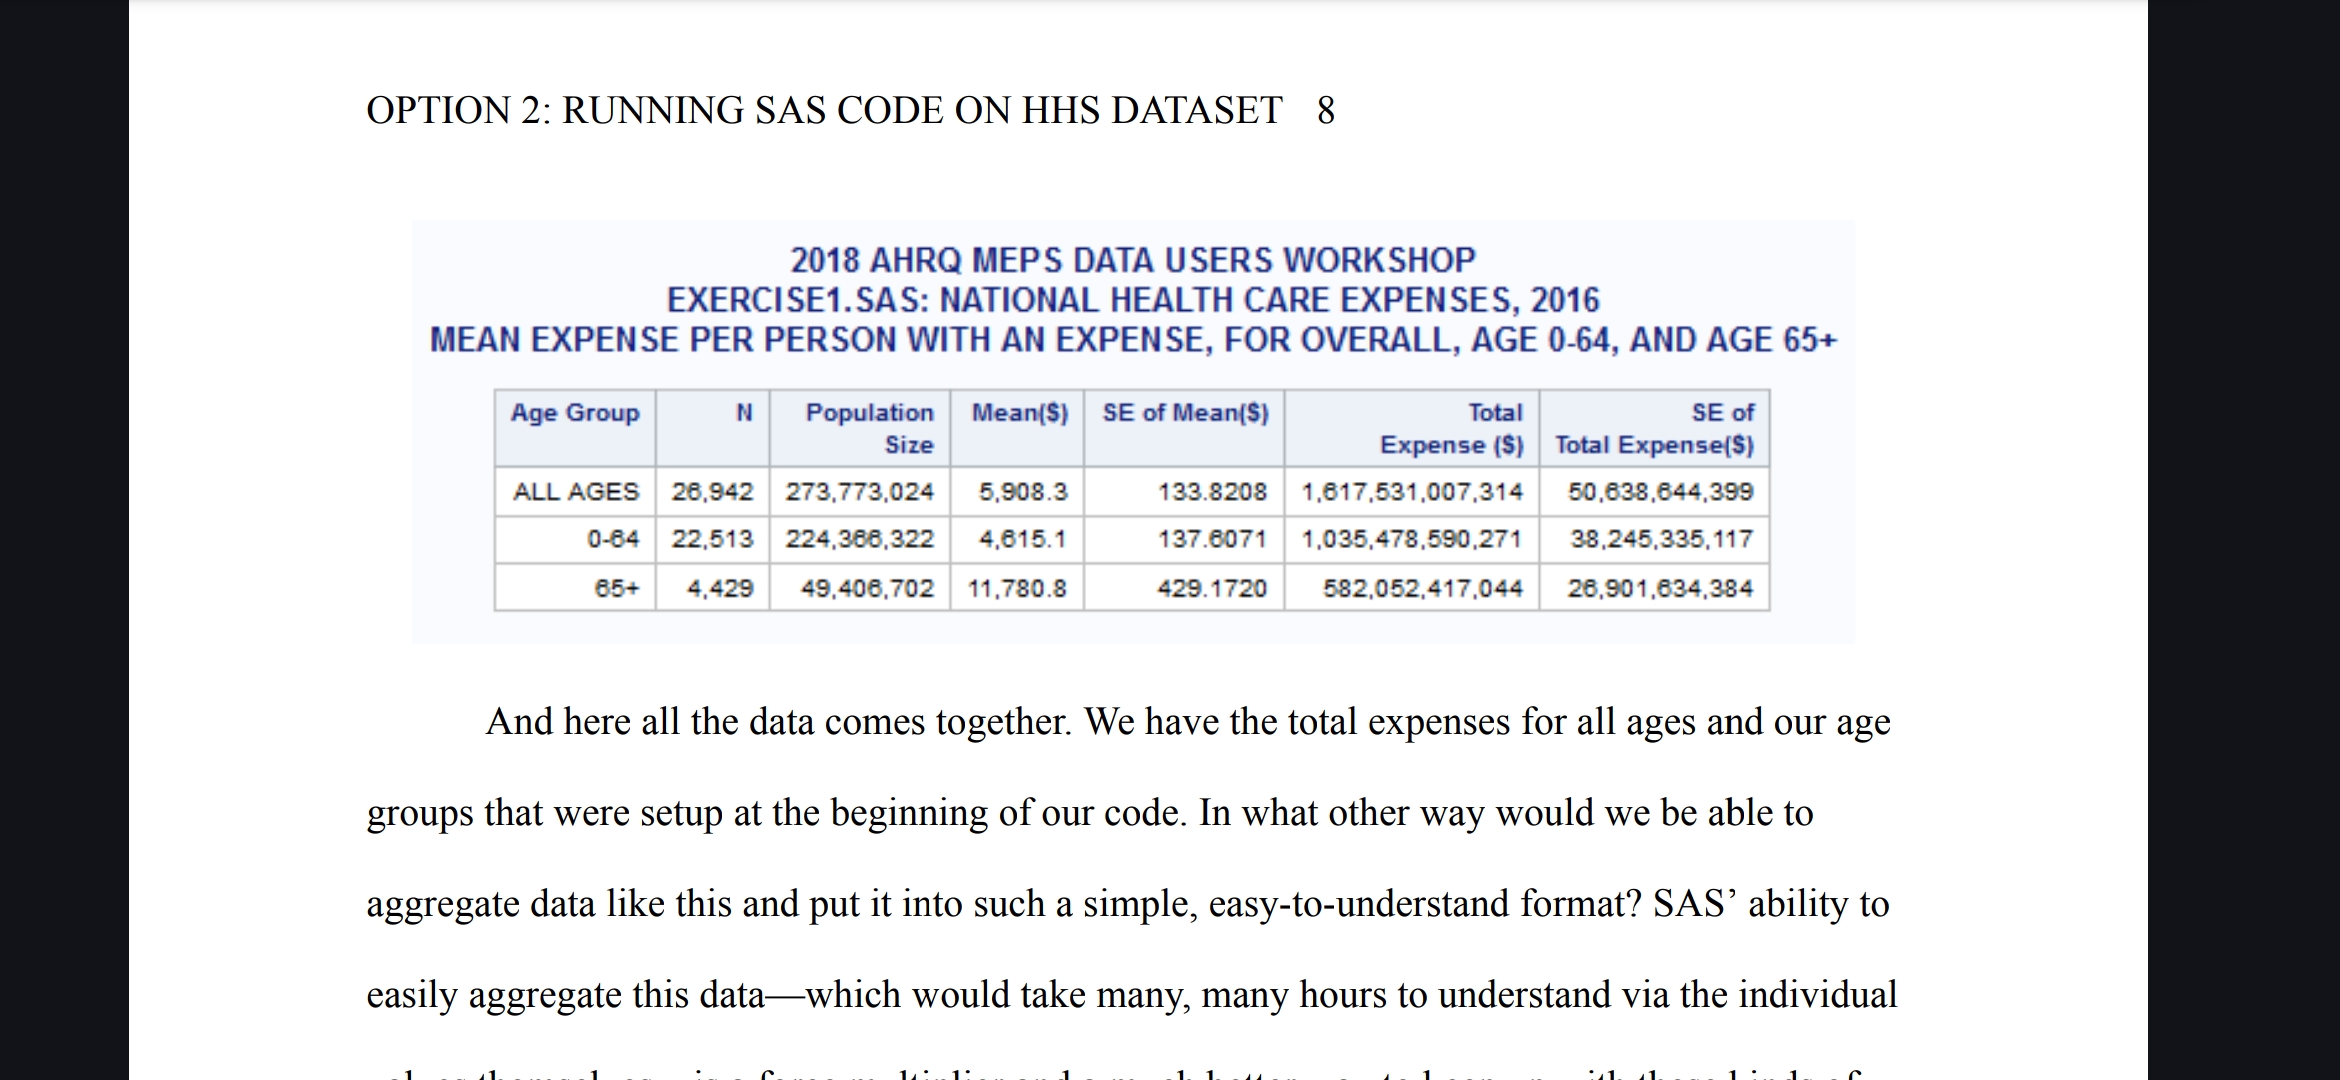 OPTION 2: RUNNING SAS CODE ON HHS DATASET 8
2018 AHRQ MEPS DATA USERS WORKSHOP
EXERCISE1.SAS: NATIONAL HEALTH CARE EXPENSES, 2016
MEAN EXPENSE PER PERSON WITH AN EXPENSE, FOR OVERALL, AGE 0-64, AND AGE 65+
Age Group N Population Size Mean($) SE of Mean($) Total Expense ($) SE of Total Expense($)
ALL AGES 26,942 273,773,024 5,908.3 133.8208 1,617,531,007,314 50,638,644,399
0-64 22,513 224,366,322 4,615.1 137.6071 1,035,478,590,271 38,245,335,117
65+ 4,429 49,406,702 11,780.8 429.1720 582,052,417,044 26,901,634,384
And here all the data comes together. We have the total expenses for all ages and our age
groups that were setup at the beginning of our code. In what other way would we be able to
aggregate data like this and put it into such a simple, easy-to-understand format? SAS’ ability to
easily aggregate this data—which would take many, many hours to understand via the individual